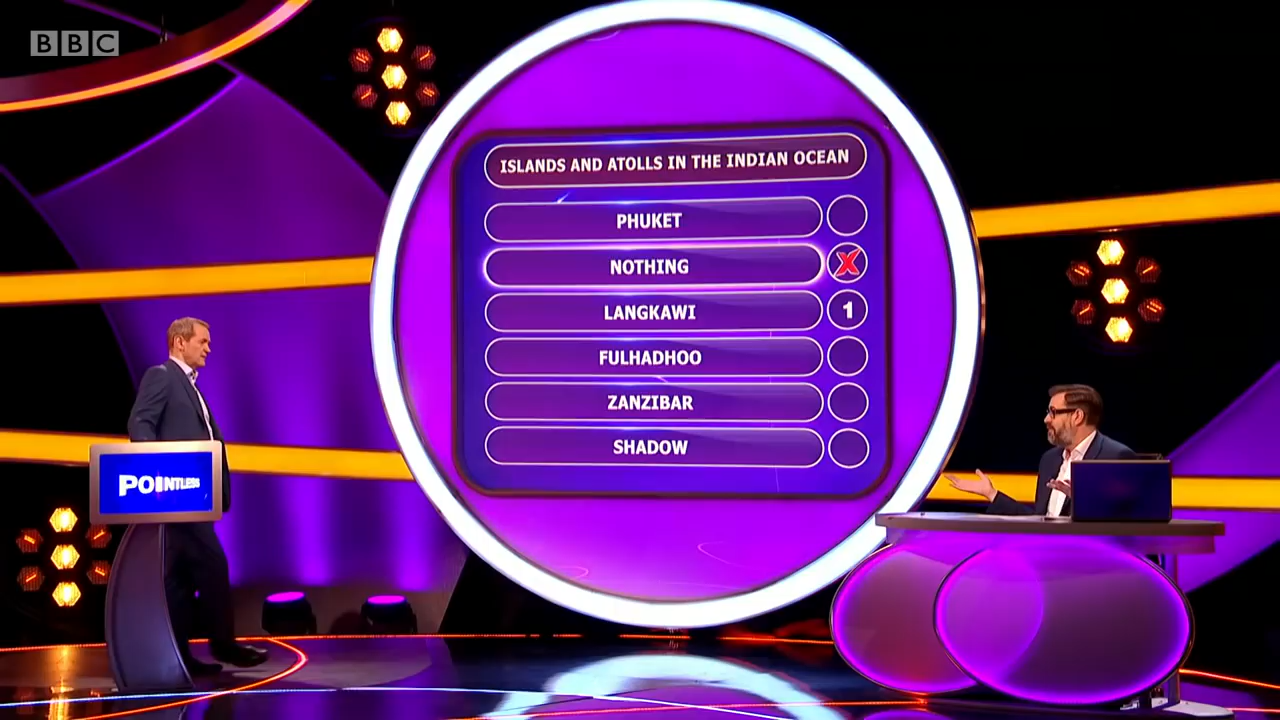 BBC
ISLANDS AND ATOLLS IN THE INDIAN OCEAN
PHUKET
NOTHING X
LANGKAWI 1
FULHADHOO
ZANZIBAR
SHADOW
POINTLESS